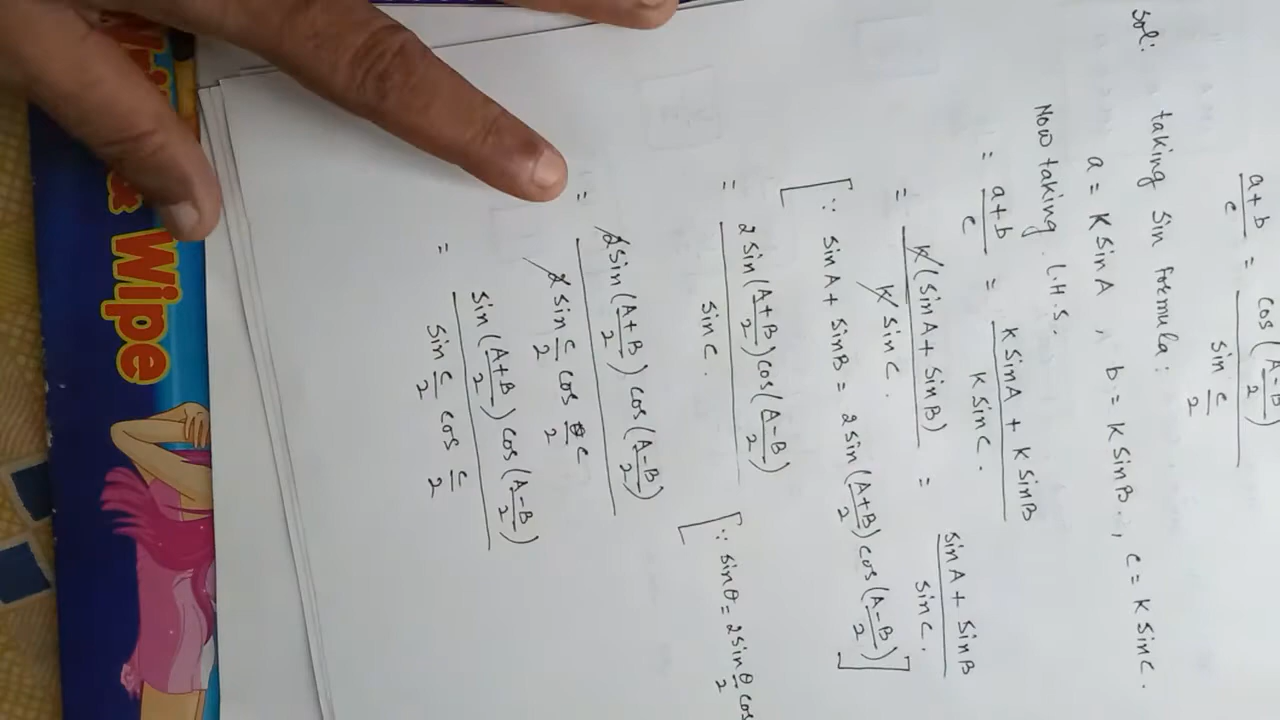 a+b/c = cos(A-B/2)/sin c/2
Sol: taking Sin formula:
a = K sin A , b = K sin B , c = K sin C.
Now taking L.H.S.
= a+b/c = K sin A + K sin B/K sin C.
= K(sin A + sin B)/K sin C. = sin A + sin B/sin C.
[∵ sin A + sin B = 2 sin(A+B/2) cos(A-B/2)]
= 2 sin(A+B/2) cos(A-B/2)/sin C. [∵ sin θ = 2 sin θ/2 cos
= 2 sin(A+B/2) cos(A-B/2)/2 sin c/2 cos c/2
= sin(A+B/2) cos(A-B/2)/sin c/2 cos c/2
Wipe